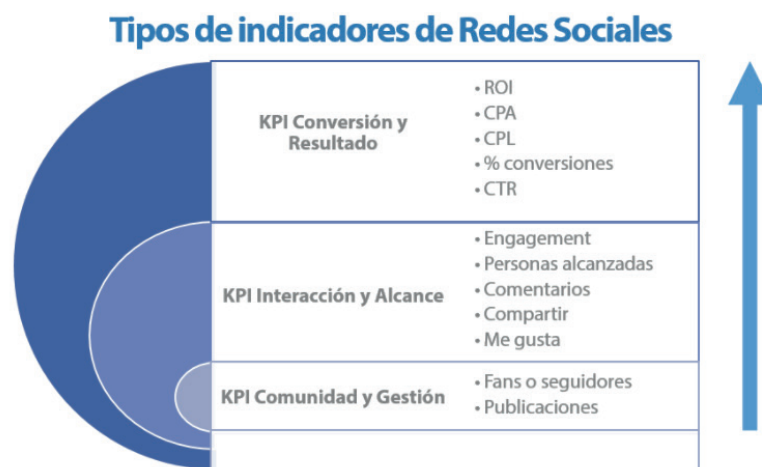 Tipos de indicadores de Redes Sociales
KPI Conversión y
Resultado
• ROI
• CPA
• CPL
• % conversiones
• CTR
KPI Interacción y Alcance
• Engagement
• Personas alcanzadas
• Comentarios
• Compartir
• Me gusta
KPI Comunidad y Gestión
• Fans o seguidores
• Publicaciones